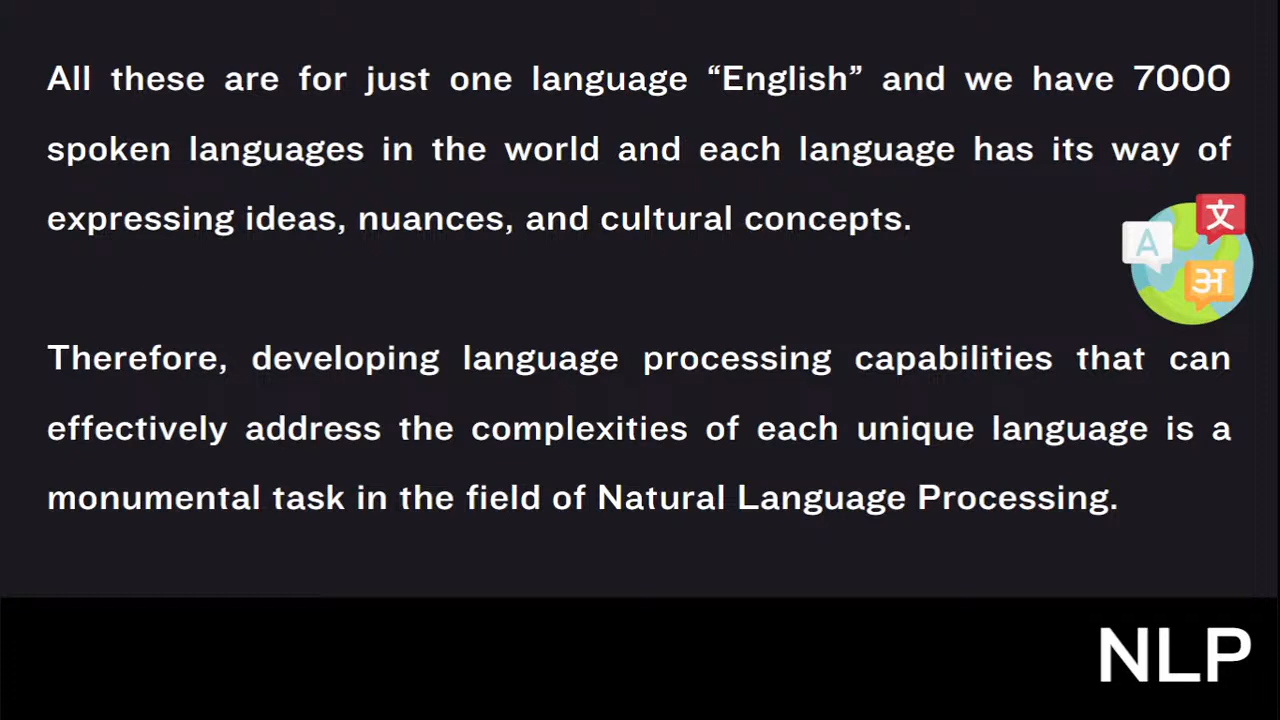 All these are for just one language “English” and we have 7000
spoken languages in the world and each language has its way of
expressing ideas, nuances, and cultural concepts.
文
A
अ
Therefore, developing language processing capabilities that can
effectively address the complexities of each unique language is a
monumental task in the field of Natural Language Processing.
NLP